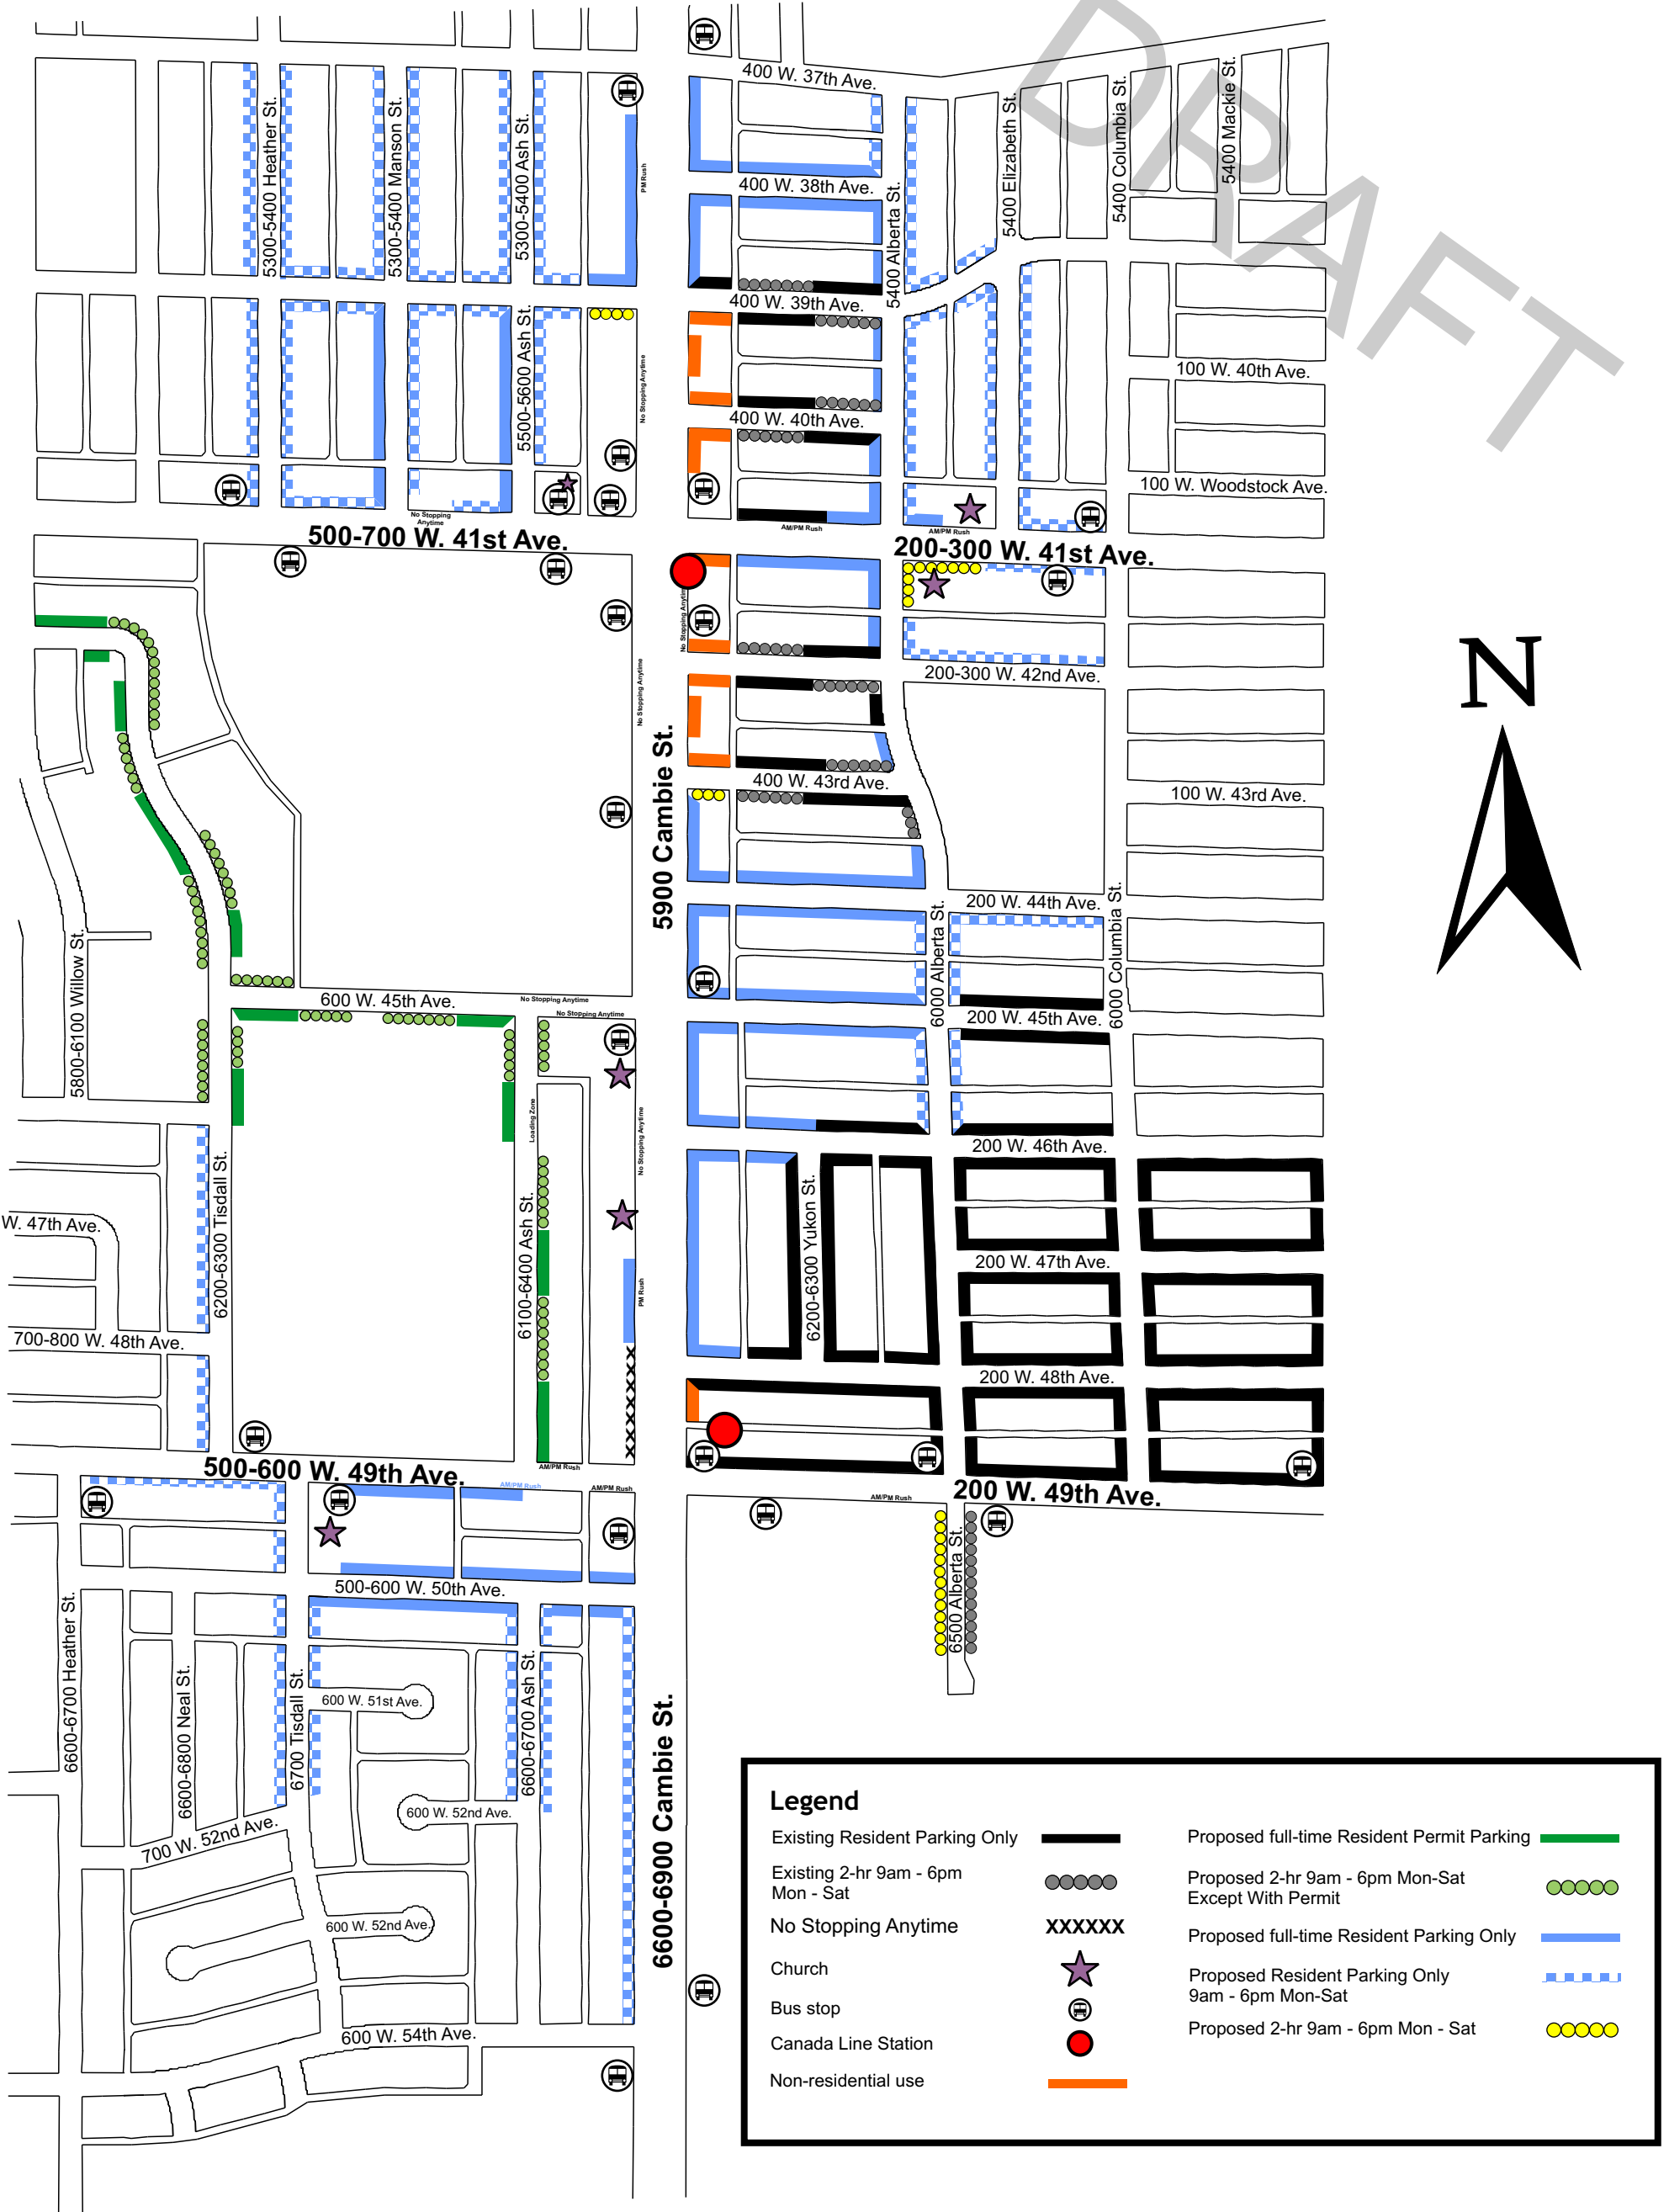 DRAFT
400 W. 37th Ave.
5300-5400 Heather St.
5300-5400 Manson St.
5300-5400 Ash St.
PM Rush
400 W. 38th Ave.
5400 Alberta St.
5400 Elizabeth St.
5400 Columbia St.
5400 Mackie St.
400 W. 39th Ave.
5500-5600 Ash St.
No Stopping Anytime
100 W. 40th Ave.
400 W. 40th Ave.
100 W. Woodstock Ave.
No Stopping
Anytime
AM/PM Rush
AM/PM Rush
500-700 W. 41st Ave.
200-300 W. 41st Ave.
No Stopping Anytime
No Stopping Anytime
200-300 W. 42nd Ave.
5900 Cambie St.
400 W. 43rd Ave.
100 W. 43rd Ave.
200 W. 44th Ave.
5800-6100 Willow St.
6000 Alberta St.
6000 Columbia St.
600 W. 45th Ave.
No Stopping Anytime
No Stopping Anytime
200 W. 45th Ave.
Loading Zone
No Stopping Anytime
200 W. 46th Ave.
W. 47th Ave.
6200-6300 Tisdall St.
6100-6400 Ash St.
6200-6300 Yukon St.
200 W. 47th Ave.
PM Rush
700-800 W. 48th Ave.
xxxxxxx
200 W. 48th Ave.
500-600 W. 49th Ave.
AM/PM Rush
AM/PM Rush
AM/PM Rush
AM/PM Rush
200 W. 49th Ave.
6500 Alberta St.
500-600 W. 50th Ave.
6600-6700 Heather St.
6600-6800 Neal St.
6700 Tisdall St.
600 W. 51st Ave.
6600-6700 Ash St.
6600-6900 Cambie St.
600 W. 52nd Ave.
700 W. 52nd Ave.
600 W. 52nd Ave.
600 W. 54th Ave.
N
Legend
Existing Resident Parking Only
Existing 2-hr 9am - 6pm
Mon - Sat
No Stopping Anytime
xxxxxx
Church
Bus stop
Canada Line Station
Non-residential use
Proposed full-time Resident Permit Parking
Proposed 2-hr 9am - 6pm Mon-Sat
Except With Permit
Proposed full-time Resident Parking Only
Proposed Resident Parking Only
9am - 6pm Mon-Sat
Proposed 2-hr 9am - 6pm Mon - Sat